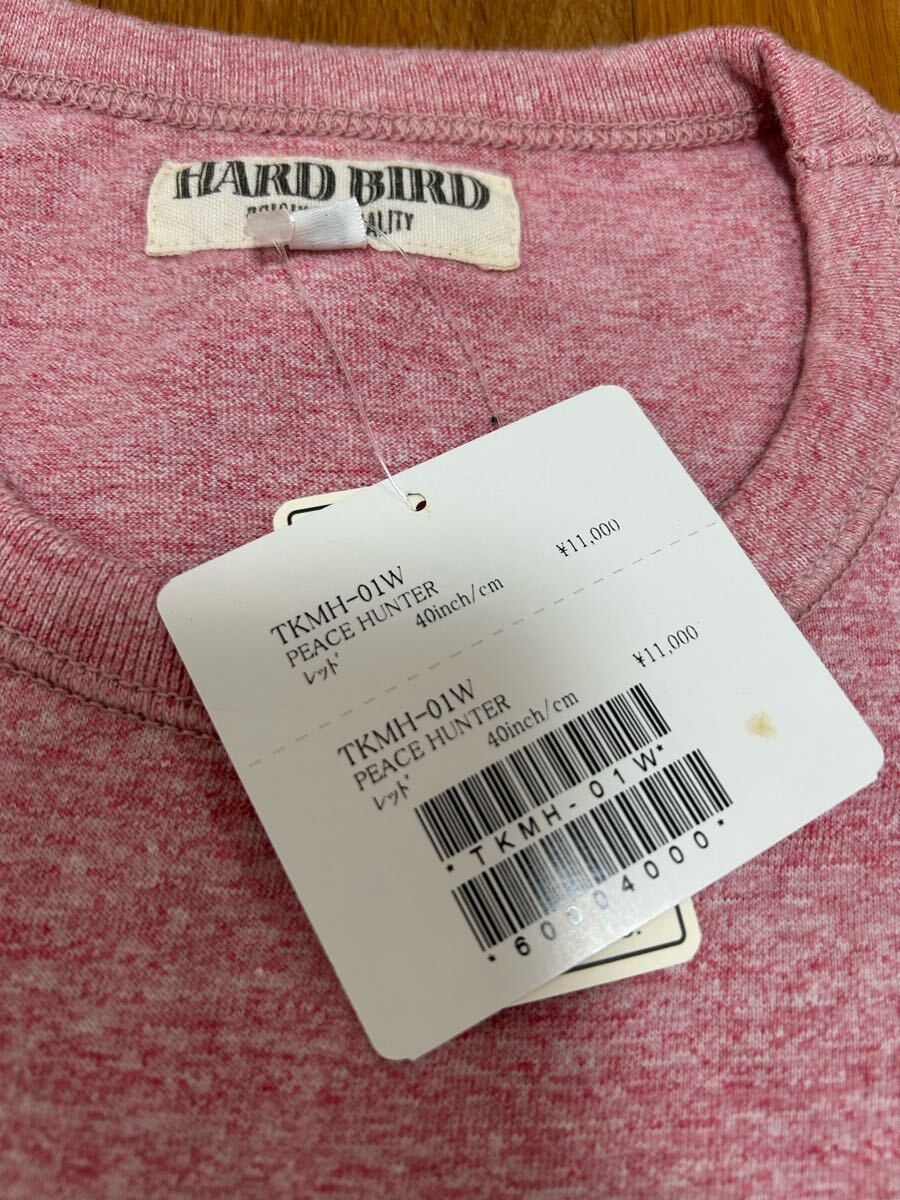 HARD BIRD
ALITY
TKMH-01W
PEACE HUNTER
レッド 40inch/cm ¥11,000
TKMH-01W
PEACE HUNTER
レッド 40inch/cm ¥11,000
*TKMH-01W*
*60004000*